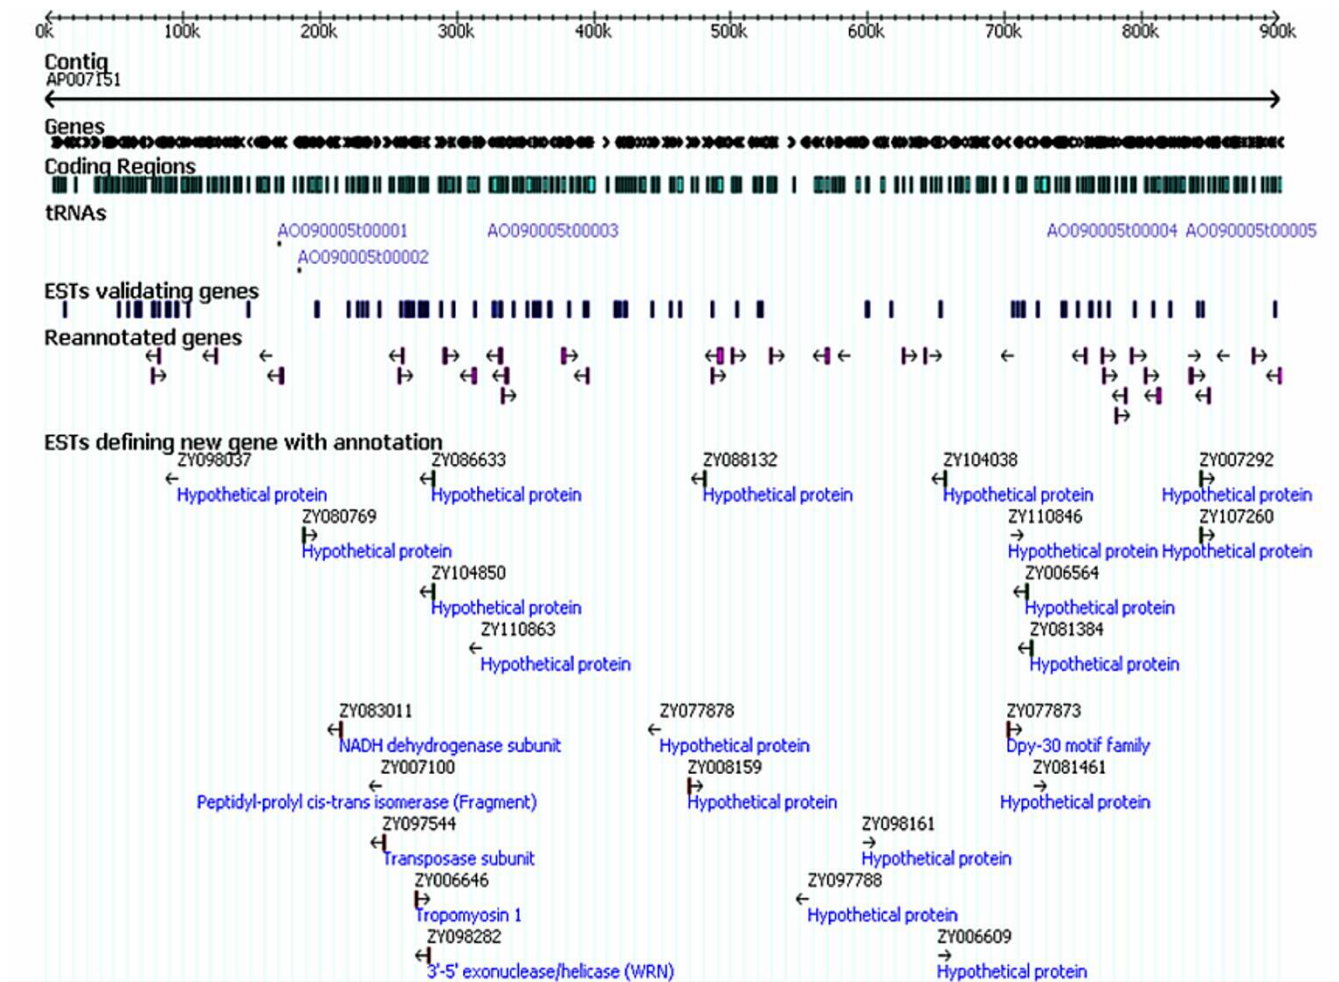 0k 100k 200k 300k 400k 500k 600k 700k 800k 900k
Contig
AP007151
Genes
Coding Regions
tRNAs
AO090005t00001 AO090005t00003 AO090005t00004 AO090005t00005
AO090005t00002
ESTs validating genes
Reannotated genes
ESTs defining new gene with annotation
ZY098037 ZY086633 ZY088132 ZY104038 ZY007292
Hypothetical protein Hypothetical protein Hypothetical protein Hypothetical protein Hypothetical protein
ZY080769 ZY110846 ZY107260
Hypothetical protein Hypothetical protein Hypothetical protein
ZY104850 ZY006564
Hypothetical protein Hypothetical protein
ZY110863 ZY081384
Hypothetical protein Hypothetical protein
ZY083011 ZY077878 ZY077873
NADH dehydrogenase subunit Hypothetical protein Dpy-30 motif family
ZY007100 ZY008159 ZY081461
Peptidyl-prolyl cis-trans isomerase (Fragment) Hypothetical protein Hypothetical protein
ZY097544 ZY098161
Transposase subunit Hypothetical protein
ZY006646 ZY097788
Tropomyosin 1 Hypothetical protein
ZY098282 ZY006609
3'-5' exonuclease/helicase (WRN) Hypothetical protein